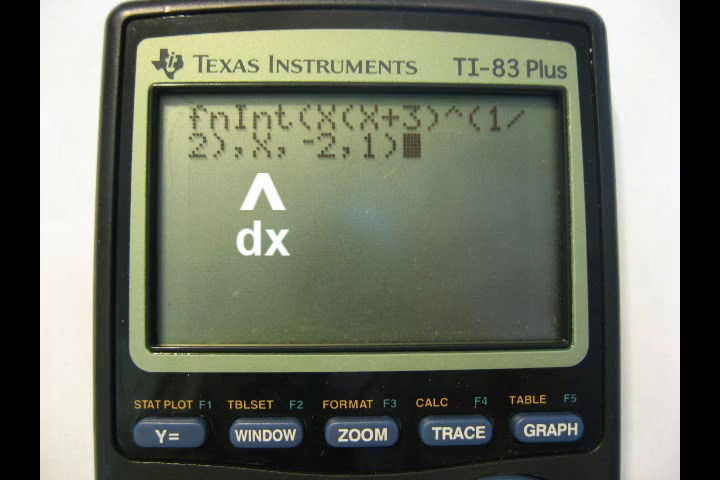 TEXAS INSTRUMENTS TI-83 Plus
fnInt(X(X+3)^(1/
2),X,-2,1)
^
dx
STAT PLOT F1 TBLSET F2 FORMAT F3 CALC F4 TABLE F5
Y= WINDOW ZOOM TRACE GRAPH